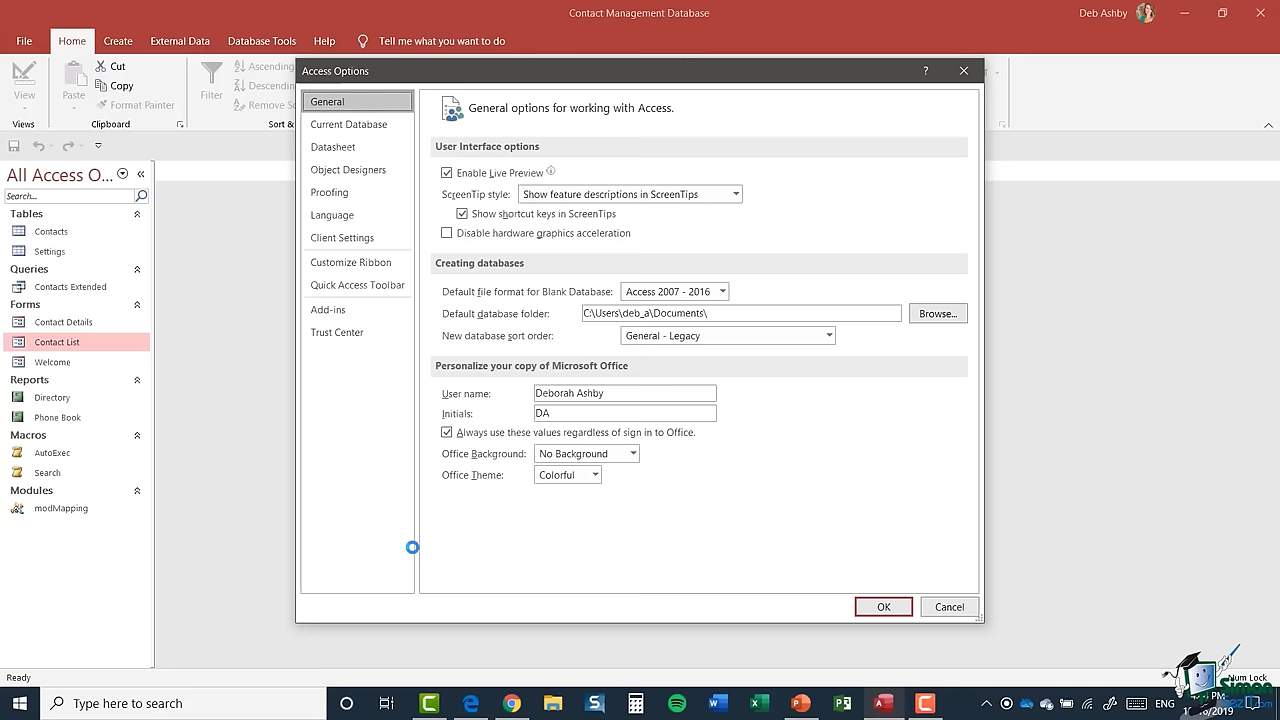 Contact Management Database
Deb Ashby
File Home Create External Data Database Tools Help Tell me what you want to do
View
Views
Paste
Cut
Copy
Format Painter
Clipboard
Filter
Ascending
Remove
Sort &
All Access O...
Search...
Tables
Contacts
Settings
Queries
Contacts Extended
Forms
Contact Details
Contact List
Welcome
Reports
Directory
Phone Book
Macros
AutoExec
Search
Modules
modMapping
Access Options
General
Current Database
Datasheet
Object Designers
Proofing
Language
Client Settings
Customize Ribbon
Quick Access Toolbar
Add-ins
Trust Center
General options for working with Access.
User Interface options
Enable Live Preview
ScreenTip style: Show feature descriptions in ScreenTips
Show shortcut keys in ScreenTips
Disable hardware graphics acceleration
Creating databases
Default file format for Blank Database: Access 2007 - 2016
Default database folder: C:\Users\deb_a\Documents\ Browse...
New database sort order: General - Legacy
Personalize your copy of Microsoft Office
User name: Deborah Ashby
Initials: DA
Always use these values regardless of sign in to Office.
Office Background: No Background
Office Theme: Colorful
OK Cancel
Ready
Num Lock
Type here to search
ENG